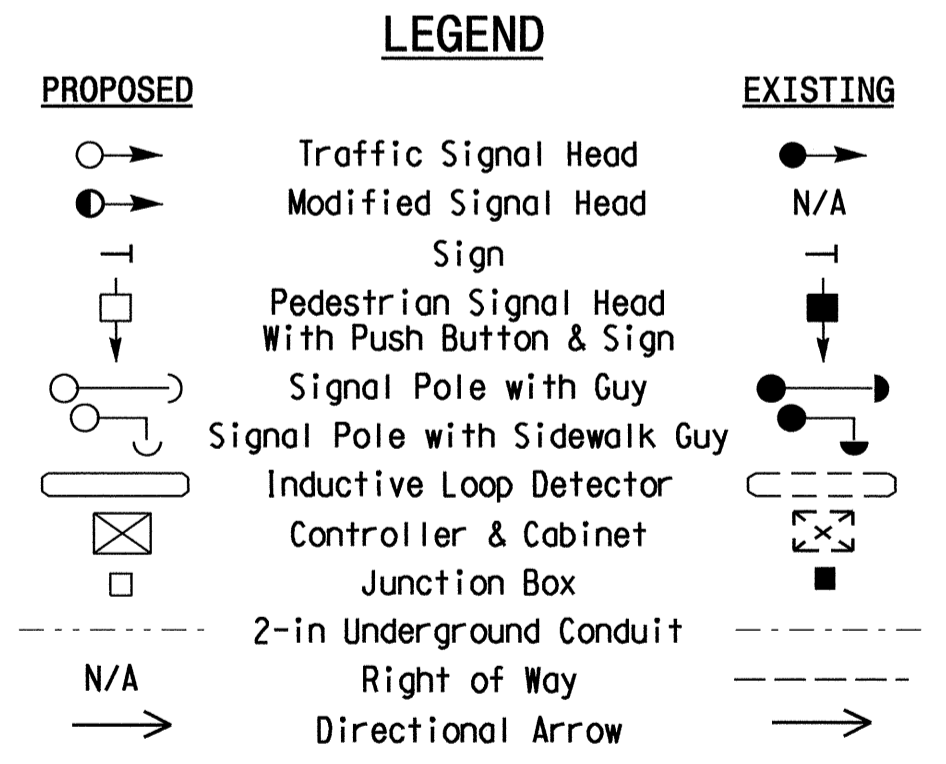 LEGEND
PROPOSED EXISTING
Traffic Signal Head
Modified Signal Head N/A
Sign
Pedestrian Signal Head
With Push Button & Sign
Signal Pole with Guy
Signal Pole with Sidewalk Guy
Inductive Loop Detector
Controller & Cabinet
Junction Box
2-in Underground Conduit
N/A Right of Way
Directional Arrow